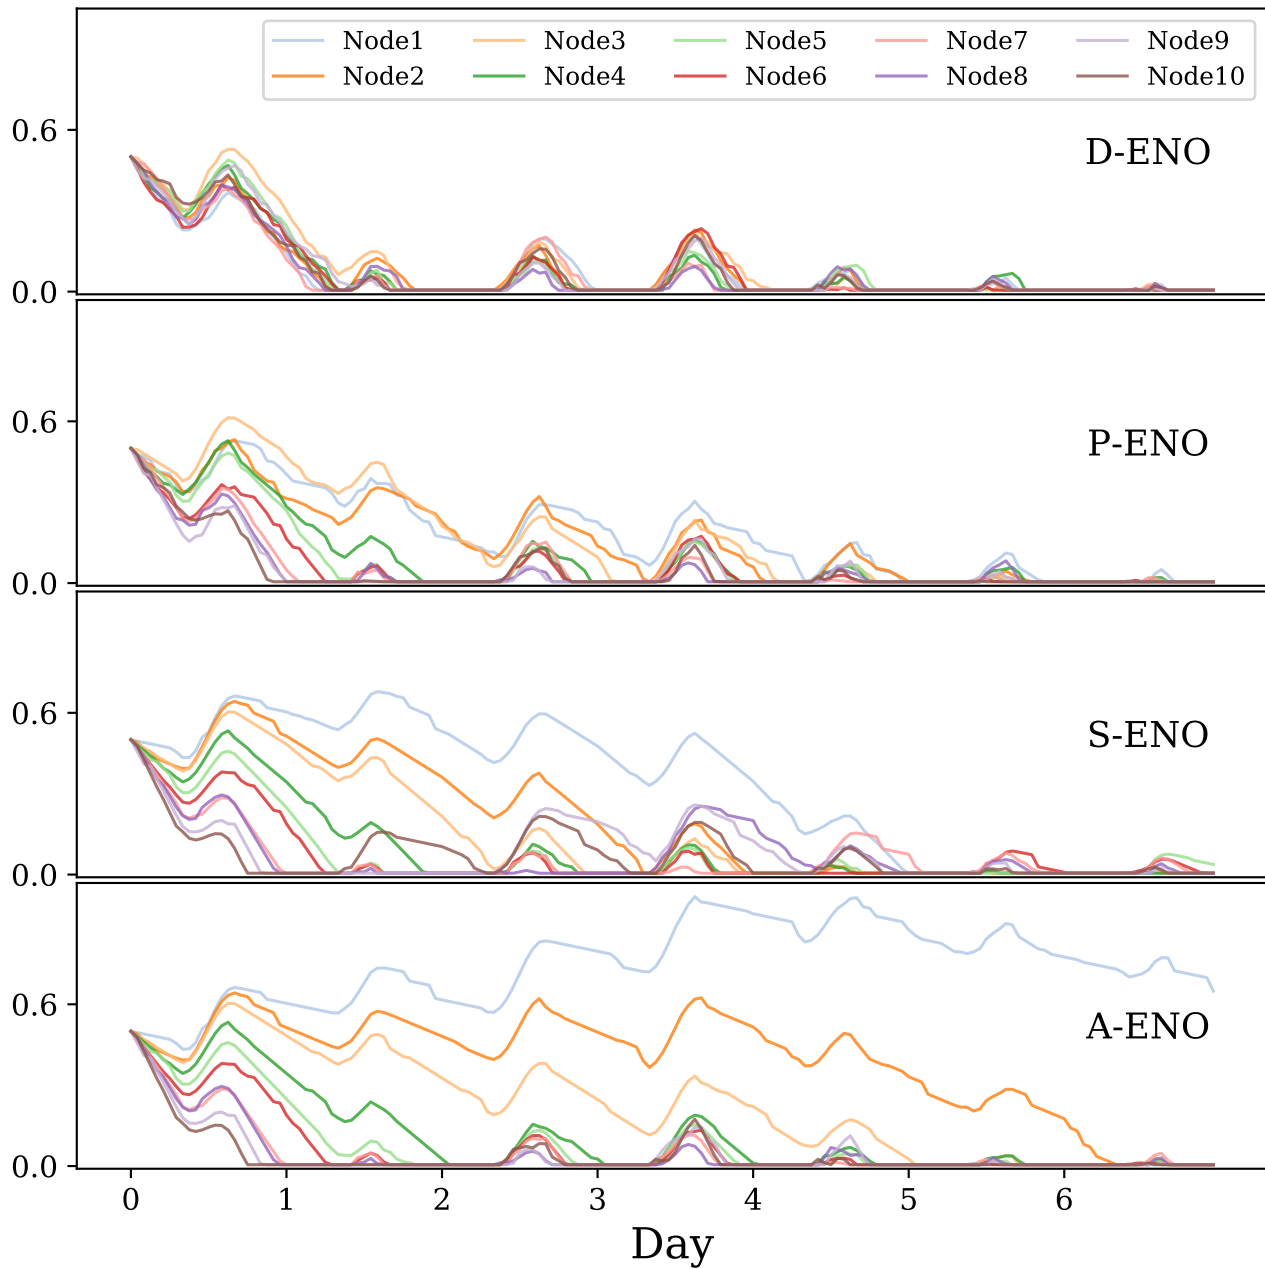 Node1 Node3 Node5 Node7 Node9
Node2 Node4 Node6 Node8 Node10
0.6
D-ENO
0.0
0.6
P-ENO
0.0
0.6
S-ENO
0.0
0.6
A-ENO
0.0
0 1 2 3 4 5 6
Day